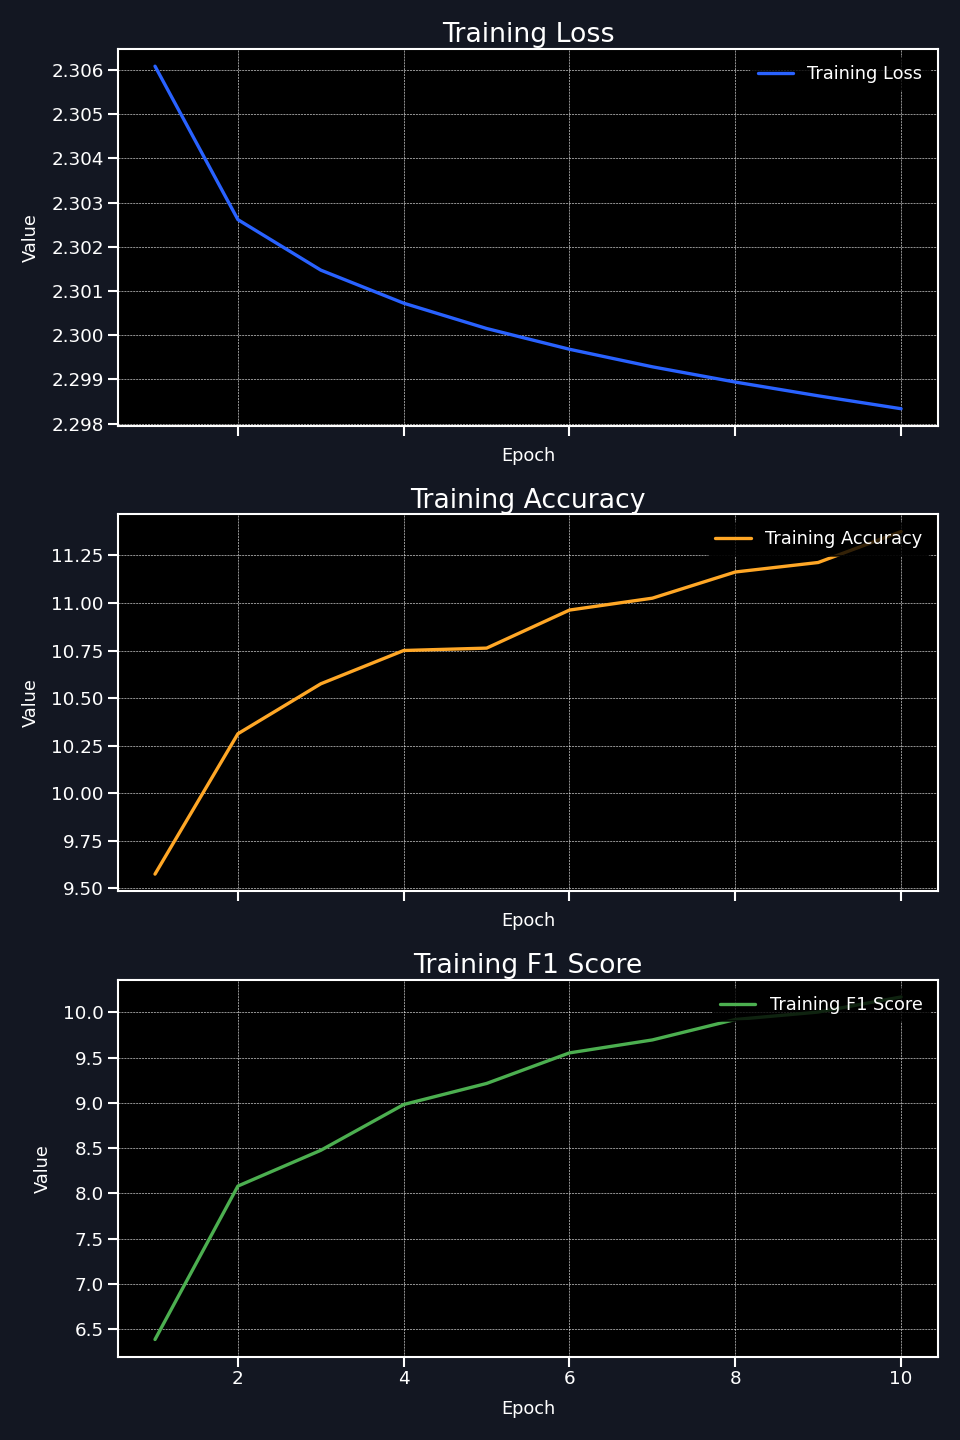 Training Loss
Training Loss
2.306
2.305
2.304
2.303
2.302
2.301
2.300
2.299
2.298
Value
Epoch
Training Accuracy
Training Accuracy
11.25
11.00
10.75
10.50
10.25
10.00
9.75
9.50
Value
Epoch
Training F1 Score
Training F1 Score
10.0
9.5
9.0
8.5
8.0
7.5
7.0
6.5
Value
2 4 6 8 10
Epoch